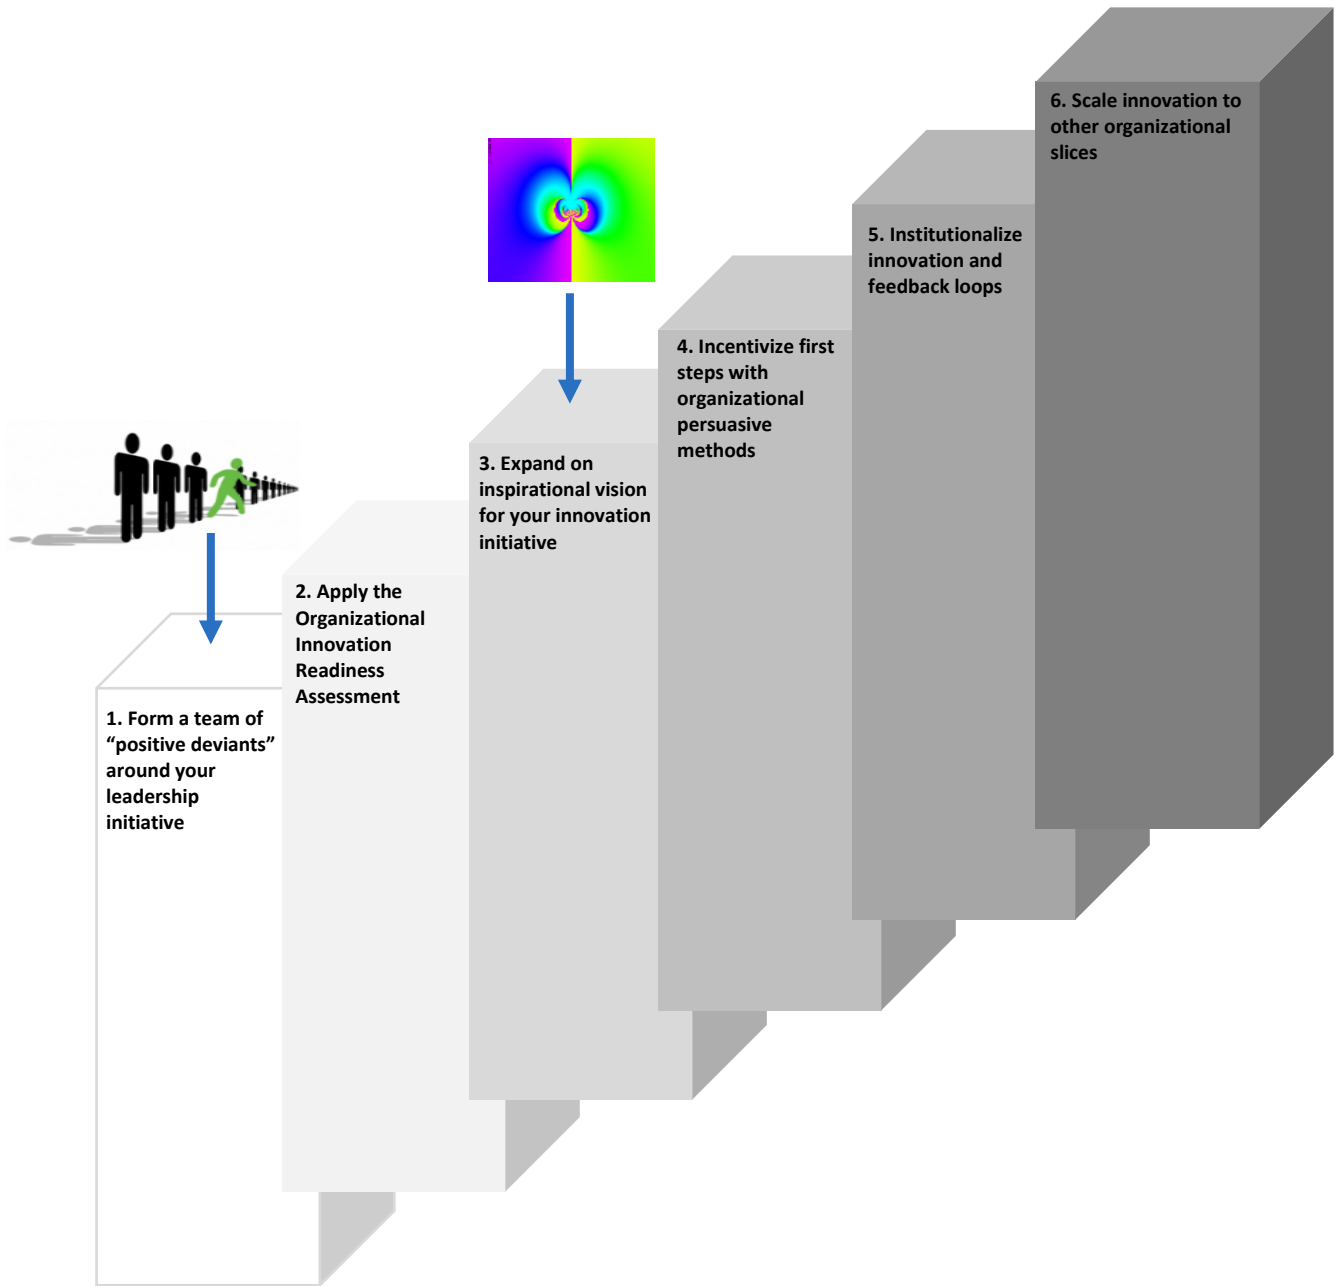 1. Form a team of
“positive deviants”
around your
leadership
initiative
2. Apply the
Organizational
Innovation
Readiness
Assessment
3. Expand on
inspirational vision
for your innovation
initiative
4. Incentivize first
steps with
organizational
persuasive
methods
5. Institutionalize
innovation and
feedback loops
6. Scale innovation to
other organizational
slices